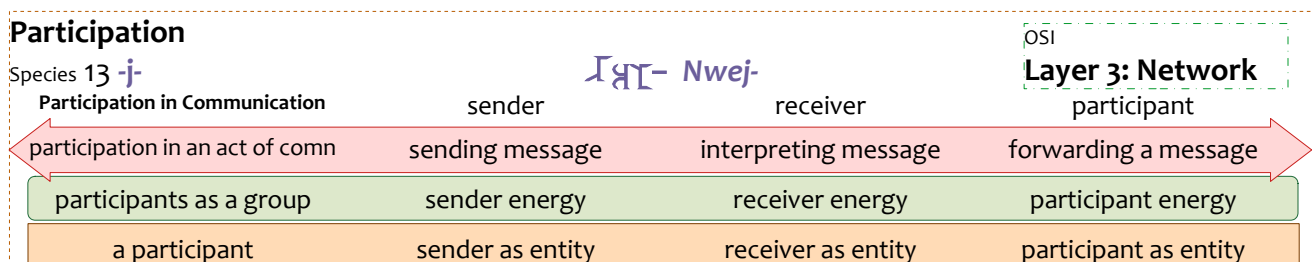 Participation
OSI
Species 13 -j-
– Nwej-
Layer 3: Network
Participation in Communication sender receiver participant
participation in an act of comn sending message interpreting message forwarding a message
participants as a group sender energy receiver energy participant energy
a participant sender as entity receiver as entity participant as entity